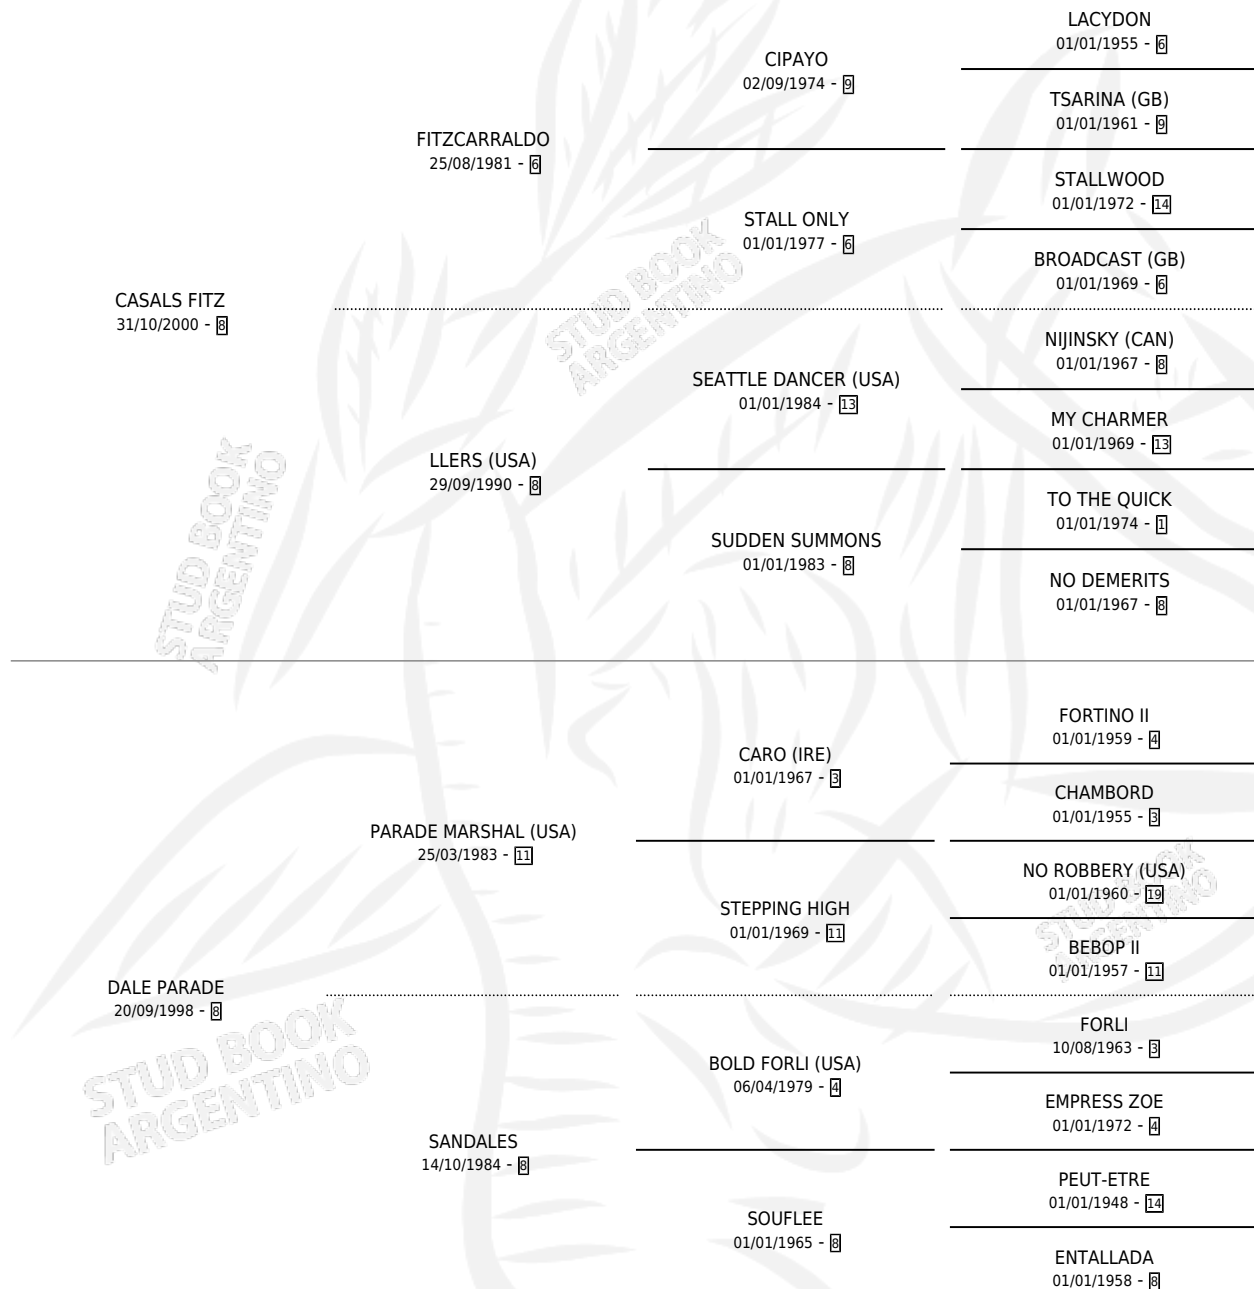 LACYDON
01/01/1955 - 6
CIPAYO
02/09/1974 - 9
TSARINA (GB)
01/01/1961 - 9
FITZCARRALDO
25/08/1981 - 6
STALLWOOD
01/01/1972 - 14
STALL ONLY
01/01/1977 - 6
BROADCAST (GB)
01/01/1969 - 6
CASALS FITZ
31/10/2000 - 8
STUD BOOK
ARGENTINO
NIJINSKY (CAN)
01/01/1967 - 8
SEATTLE DANCER (USA)
01/01/1984 - 13
MY CHARMER
01/01/1969 - 13
LLERS (USA)
29/09/1990 - 8
TO THE QUICK
01/01/1974 - 1
SUDDEN SUMMONS
01/01/1983 - 8
NO DEMERITS
01/01/1967 - 8
STUD BOOK
ARGENTINO
FORTINO II
01/01/1959 - 4
CARO (IRE)
01/01/1967 - 3
CHAMBORD
01/01/1955 - 3
PARADE MARSHAL (USA)
25/03/1983 - 11
NO ROBBERY (USA)
01/01/1960 - 19
STEPPING HIGH
01/01/1969 - 11
STUD BOOK
ARGENTINO
BEBOP II
01/01/1957 - 11
DALE PARADE
20/09/1998 - 8
FORLI
10/08/1963 - 3
BOLD FORLI (USA)
06/04/1979 - 4
EMPRESS ZOE
01/01/1972 - 4
STUD BOOK
ARGENTINO
SANDALES
14/10/1984 - 8
PEUT-ETRE
01/01/1948 - 14
SOUFLEE
01/01/1965 - 8
ENTALLADA
01/01/1958 - 8